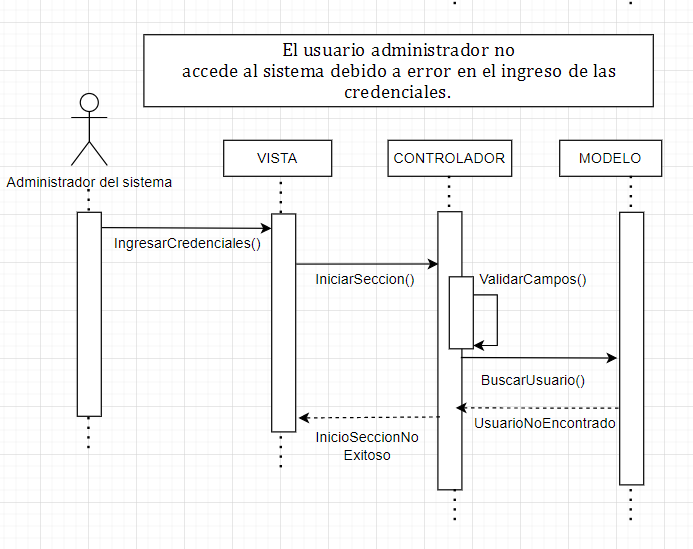 El usuario administrador no
accede al sistema debido a error en el ingreso de las
credenciales.
Administrador del sistema
VISTA
CONTROLADOR
MODELO
IngresarCredenciales()
IniciarSeccion()
ValidarCampos()
BuscarUsuario()
UsuarioNoEncontrado
InicioSeccionNo
Exitoso